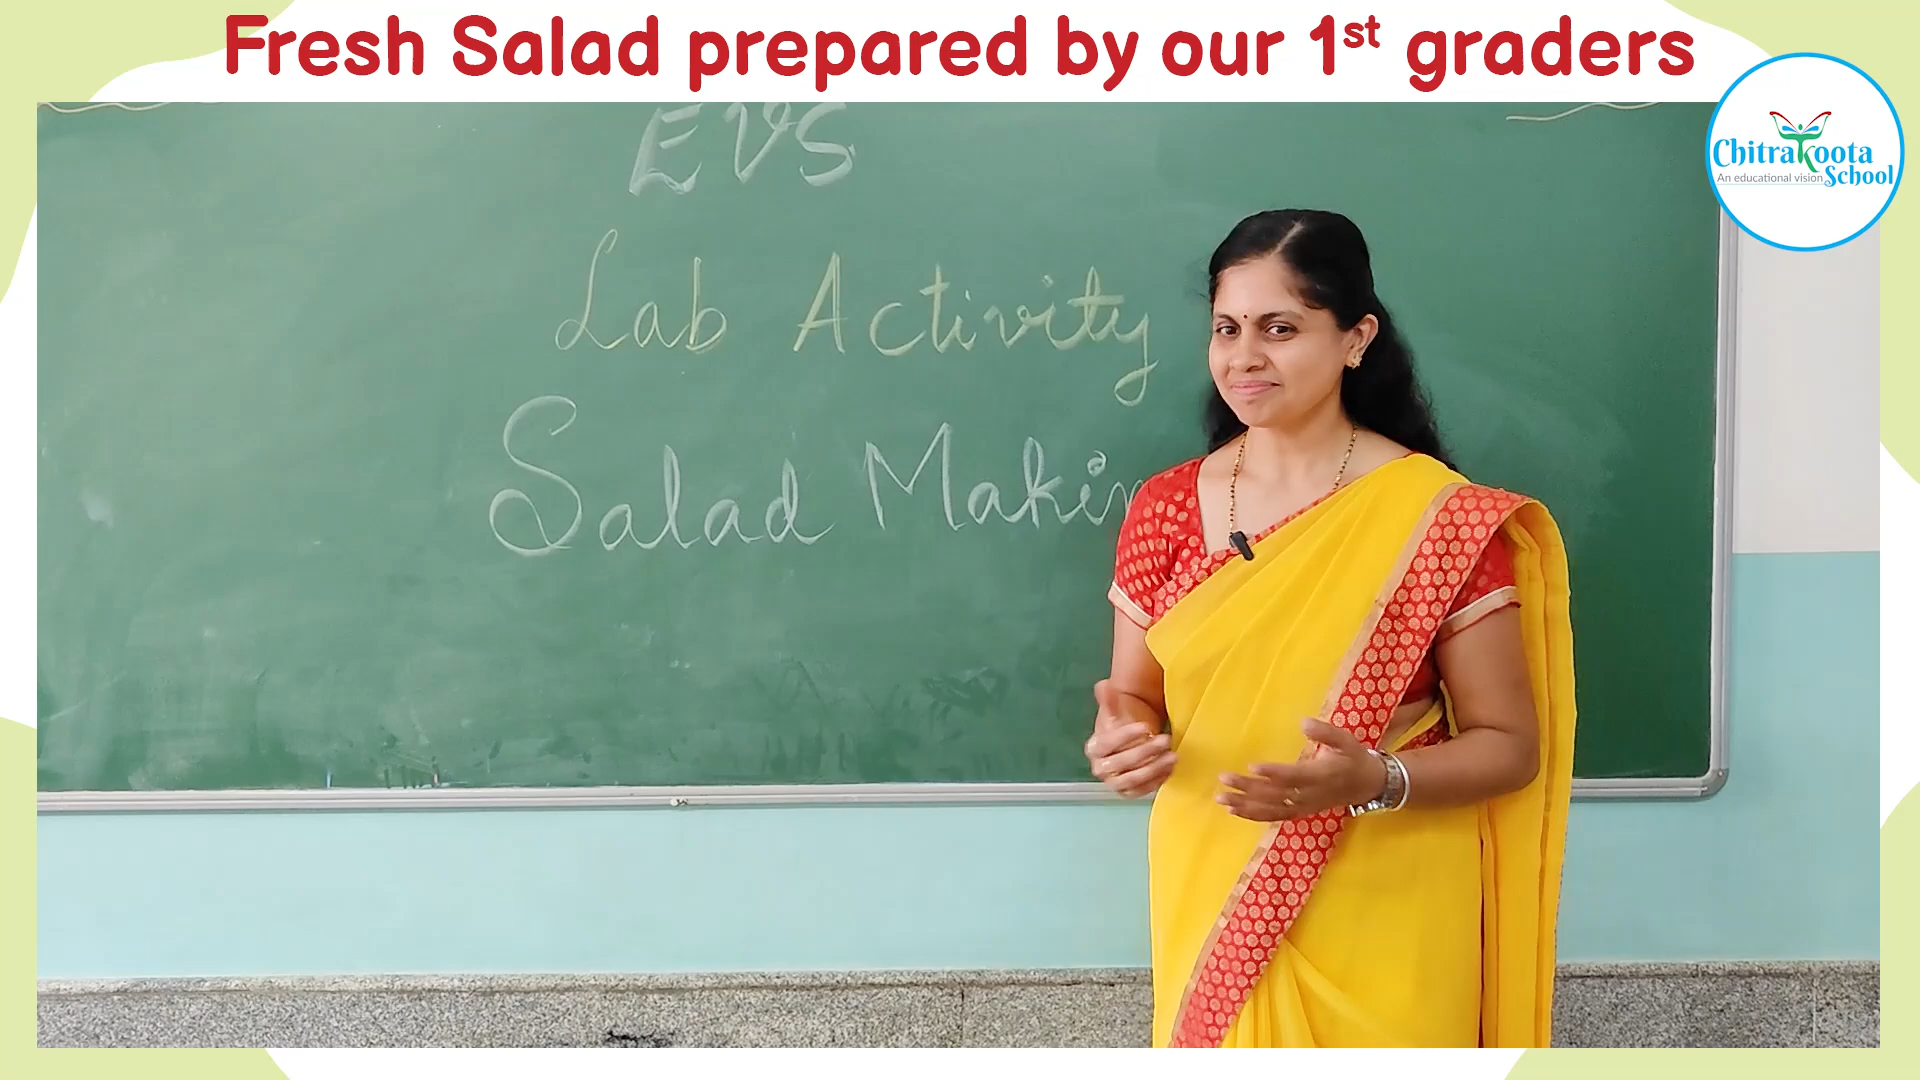 Fresh Salad prepared by our 1st graders
Chitrakoota
An educational vision School
EVS
Lab Activity
Salad Makin